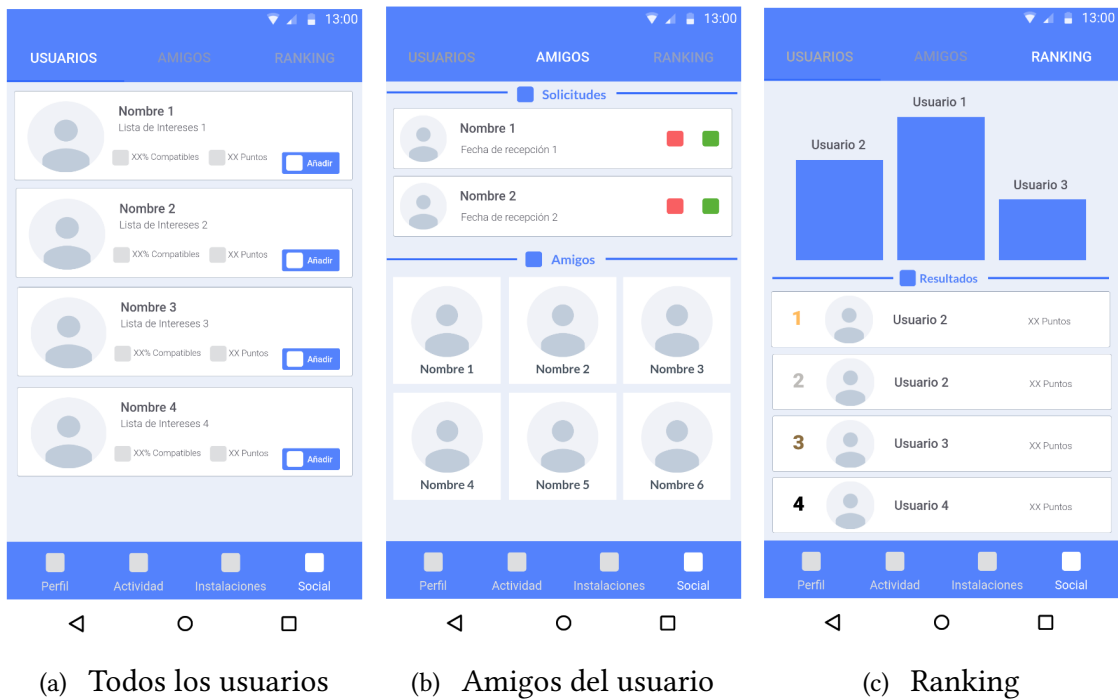 13:00
USUARIOS AMIGOS RANKING
Nombre 1
Lista de Intereses 1
XX% Compatibles XX Puntos Añadir
Nombre 2
Lista de Intereses 2
XX% Compatibles XX Puntos Añadir
Nombre 3
Lista de Intereses 3
XX% Compatibles XX Puntos Añadir
Nombre 4
Lista de Intereses 4
XX% Compatibles XX Puntos Añadir
Perfil Actividad Instalaciones Social
(a) Todos los usuarios
13:00
USUARIOS AMIGOS RANKING
Solicitudes
Nombre 1
Fecha de recepción 1
Nombre 2
Fecha de recepción 2
Amigos
Nombre 1 Nombre 2 Nombre 3
Nombre 4 Nombre 5 Nombre 6
Perfil Actividad Instalaciones Social
(b) Amigos del usuario
13:00
USUARIOS AMIGOS RANKING
Usuario 1
Usuario 2
Usuario 3
Resultados
1 Usuario 2 XX Puntos
2 Usuario 2 XX Puntos
3 Usuario 3 XX Puntos
4 Usuario 4 XX Puntos
Perfil Actividad Instalaciones Social
(c) Ranking